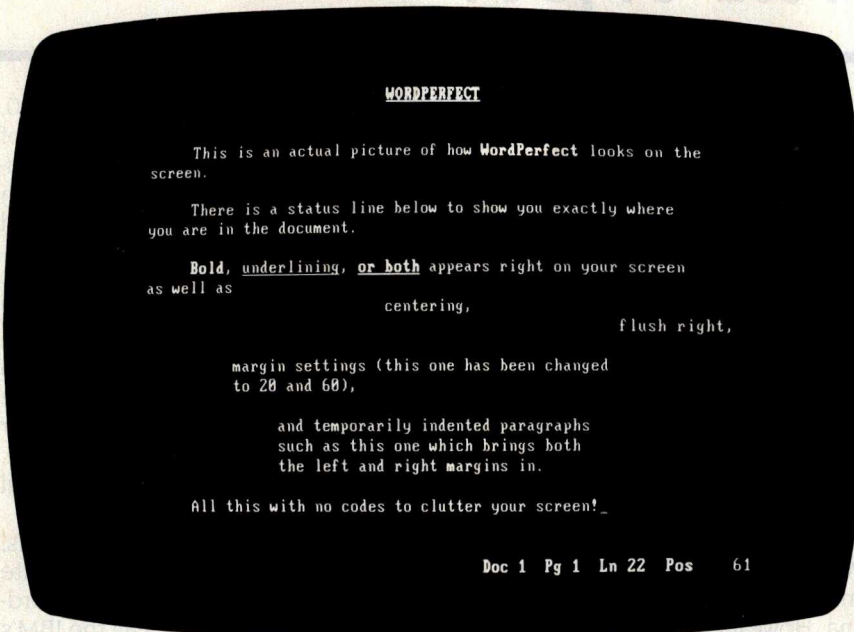 WORDPERFECT
This is an actual picture of how WordPerfect looks on the
screen.
There is a status line below to show you exactly where
you are in the document.
Bold, underlining, or both appears right on your screen
as well as
centering,
flush right,
margin settings (this one has been changed
to 20 and 60),
and temporarily indented paragraphs
such as this one which brings both
the left and right margins in.
All this with no codes to clutter your screen!_
Doc 1 Pg 1 Ln 22 Pos 61